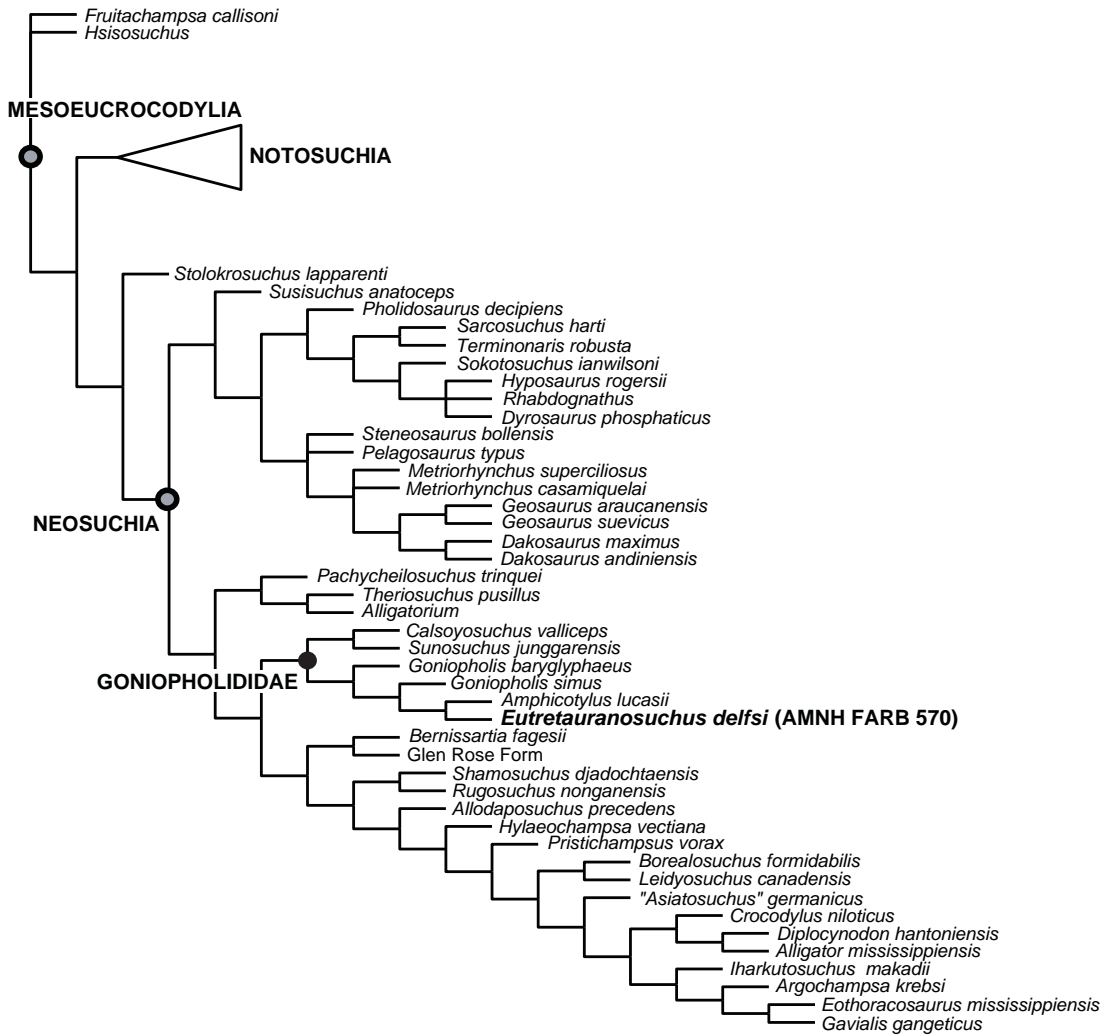 Fruitachampsa callisoni
Hsisosuchus
MESOEUCROCODYLIA
NOTOSUCHIA
Stolokrosuchus lapparenti
Susisuchus anatoceps
Pholidosaurus decipiens
Sarcosuchus harti
Terminonaris robusta
Sokotosuchus ianwilsoni
Hyposaurus rogersii
Rhabdognathus
Dyrosaurus phosphaticus
Steneosaurus bollensis
Pelagosaurus typus
Metriorhynchus superciliosus
Metriorhynchus casamiquelai
Geosaurus araucanensis
Geosaurus suevicus
NEOSUCHIA
Dakosaurus maximus
Dakosaurus andiniensis
Pachycheilosuchus trinquei
Theriosuchus pusillus
Alligatorium
Calsoyosuchus valliceps
Sunosuchus junggarensis
Goniopholis baryglyphaeus
GONIOPHOLIDIDAE
Goniopholis simus
Amphicotylus lucasii
Eutretauranosuchus delfsi (AMNH FARB 570)
Bernissartia fagesii
Glen Rose Form
Shamosuchus djadochtaensis
Rugosuchus nonganensis
Allodaposuchus precedens
Hylaeochampsa vectiana
Pristichampsus vorax
Borealosuchus formidabilis
Leidyosuchus canadensis
"Asiatosuchus" germanicus
Crocodylus niloticus
Diplocynodon hantoniensis
Alligator mississippiensis
Iharkutosuchus makadii
Argochampsa krebsi
Eothoracosaurus mississippiensis
Gavialis gangeticus